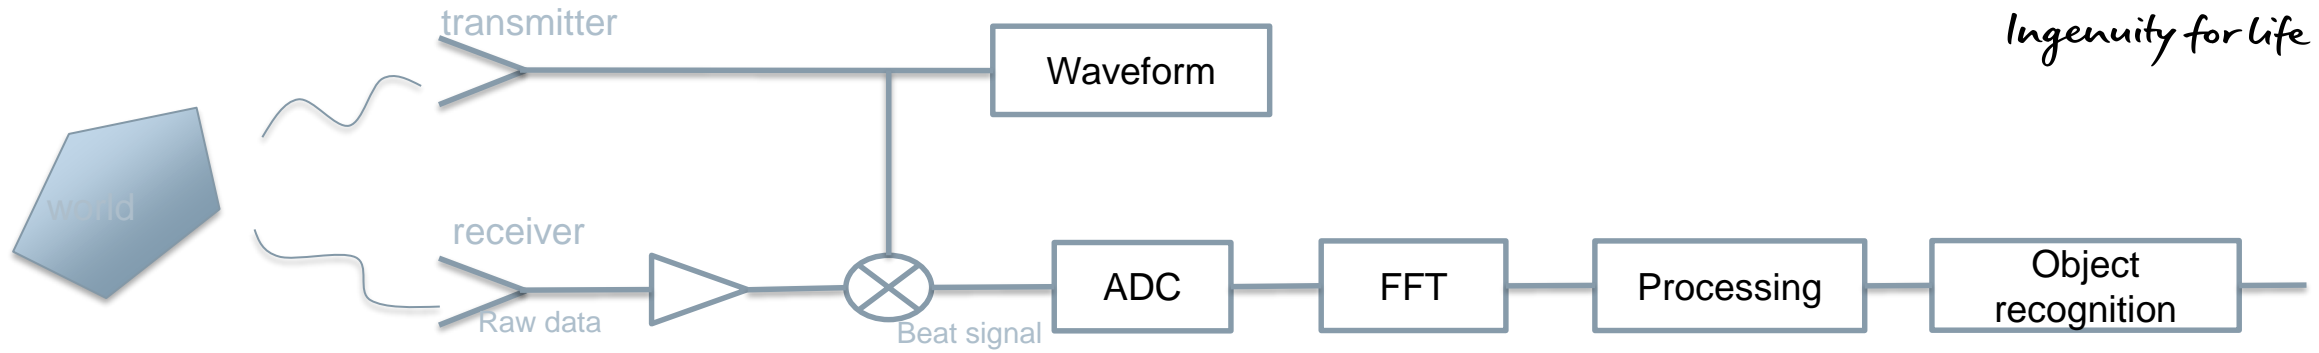 transmitter
Ingenuity for life
Waveform
world
receiver
ADC
FFT
Processing
Object
recognition
Raw data
Beat signal